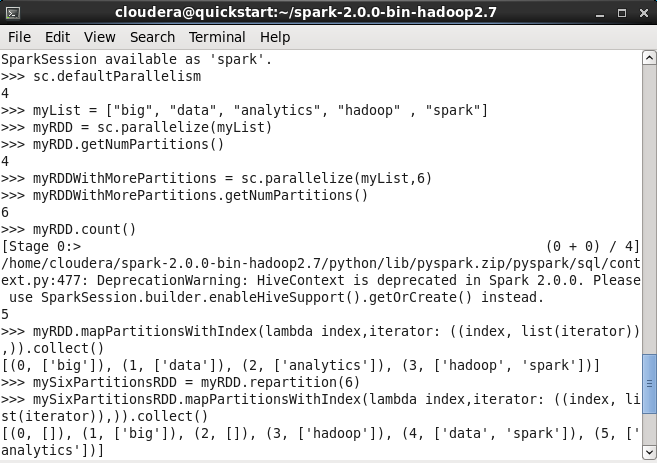 cloudera@quickstart:~/spark-2.0.0-bin-hadoop2.7
File Edit View Search Terminal Help
SparkSession available as 'spark'.
>>> sc.defaultParallelism
4
>>> myList = ["big", "data", "analytics", "hadoop" , "spark"]
>>> myRDD = sc.parallelize(myList)
>>> myRDD.getNumPartitions()
4
>>> myRDDWithMorePartitions = sc.parallelize(myList,6)
>>> myRDDWithMorePartitions.getNumPartitions()
6
>>> myRDD.count()
[Stage 0:> (0 + 0) / 4]
/home/cloudera/spark-2.0.0-bin-hadoop2.7/python/lib/pyspark.zip/pyspark/sql/cont
ext.py:477: DeprecationWarning: HiveContext is deprecated in Spark 2.0.0. Please
 use SparkSession.builder.enableHiveSupport().getOrCreate() instead.
5
>>> myRDD.mapPartitionsWithIndex(lambda index,iterator: ((index, list(iterator))
,)).collect()
[(0, ['big']), (1, ['data']), (2, ['analytics']), (3, ['hadoop', 'spark'])]
>>> mySixPartitionsRDD = myRDD.repartition(6)
>>> mySixPartitionsRDD.mapPartitionsWithIndex(lambda index,iterator: ((index, li
st(iterator)),)).collect()
[(0, []), (1, ['big']), (2, []), (3, ['hadoop']), (4, ['data', 'spark']), (5, ['
analytics'])]